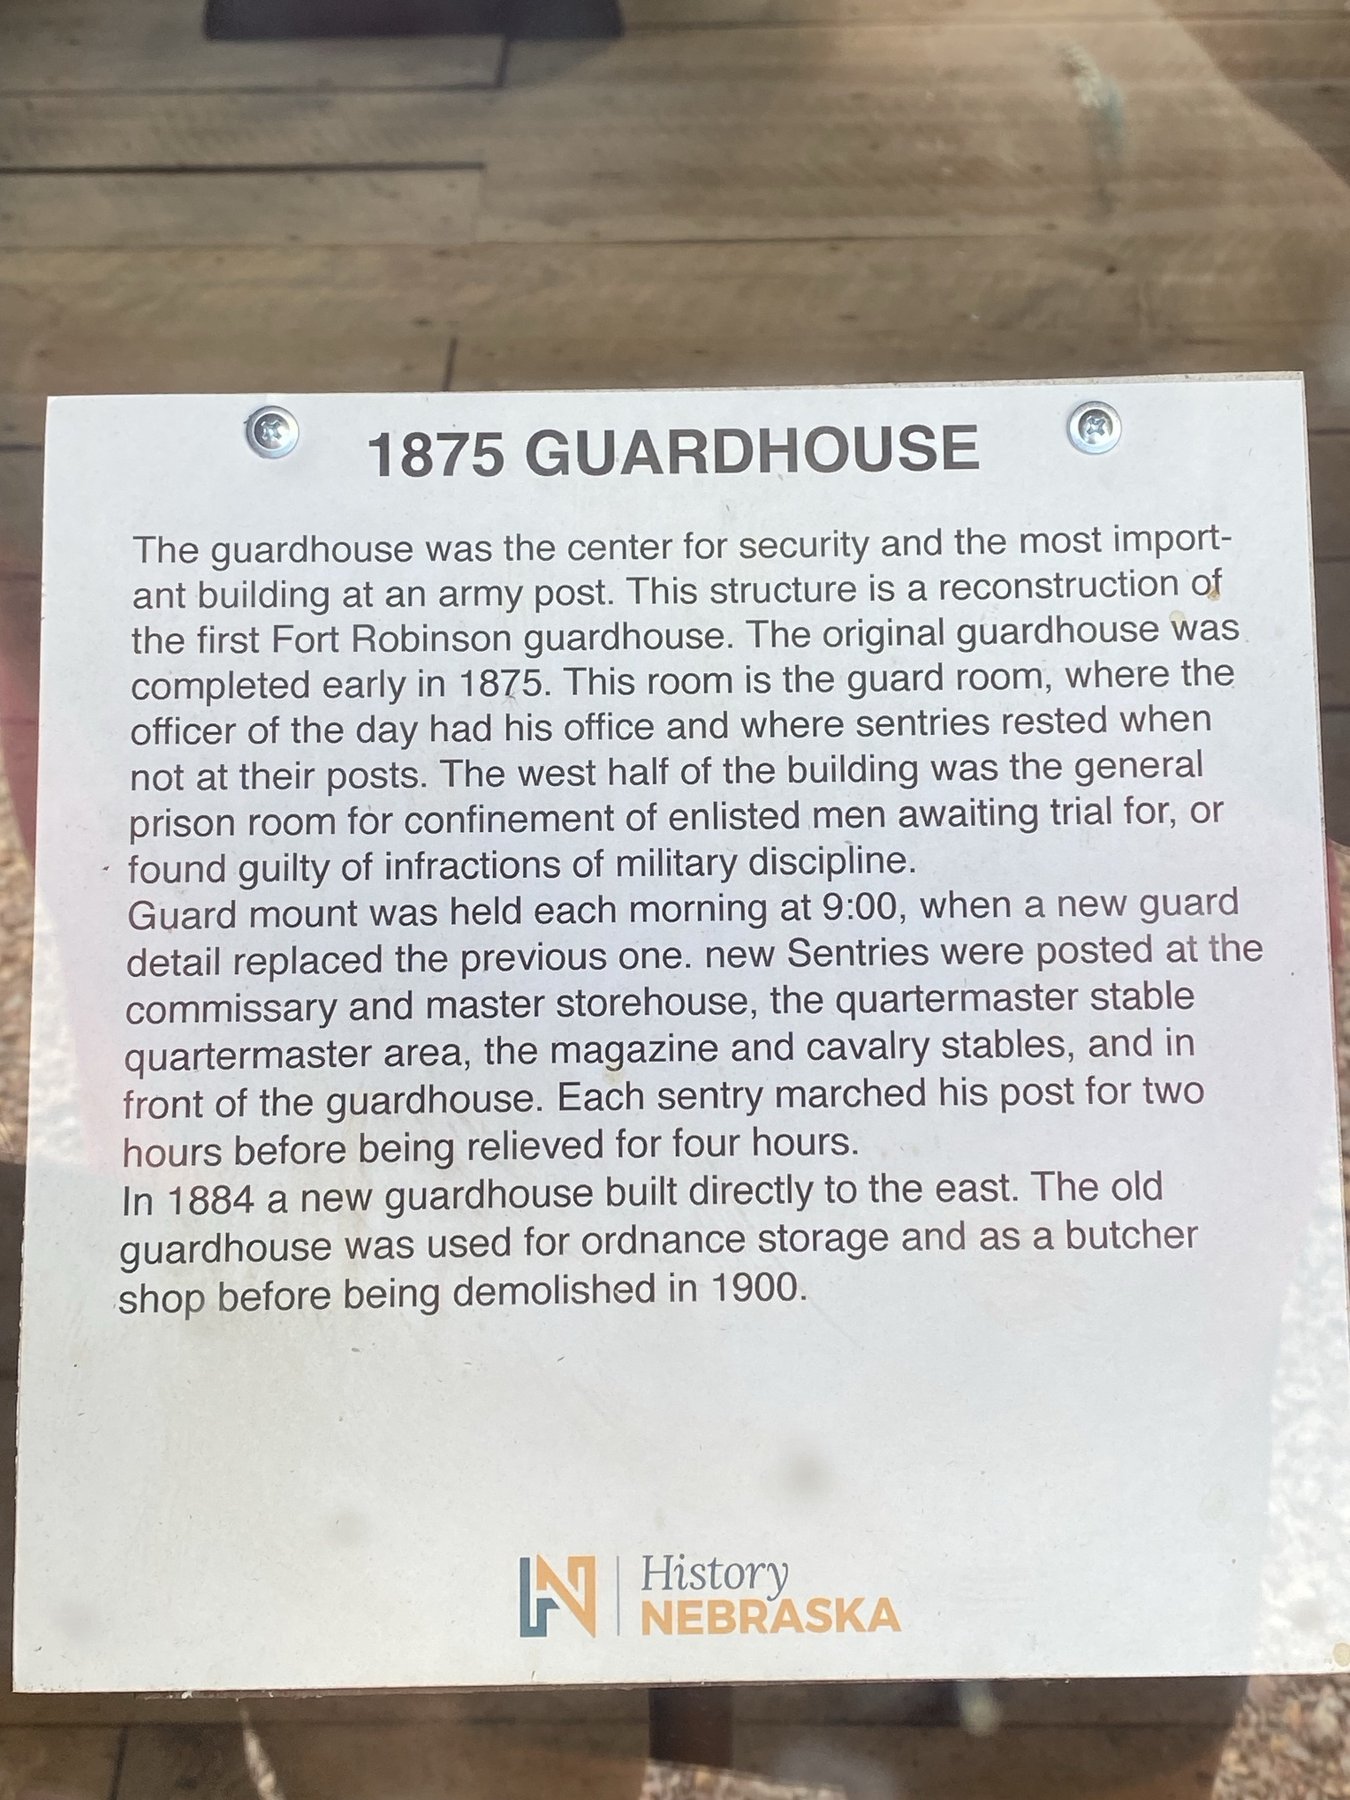 1875 GUARDHOUSE
The guardhouse was the center for security and the most import-
ant building at an army post. This structure is a reconstruction of
the first Fort Robinson guardhouse. The original guardhouse was
completed early in 1875. This room is the guard room, where the
officer of the day had his office and where sentries rested when
not at their posts. The west half of the building was the general
prison room for confinement of enlisted men awaiting trial for, or
found guilty of infractions of military discipline.
Guard mount was held each morning at 9:00, when a new guard
detail replaced the previous one. new Sentries were posted at the
commissary and master storehouse, the quartermaster stable
quartermaster area, the magazine and cavalry stables, and in
front of the guardhouse. Each sentry marched his post for two
hours before being relieved for four hours.
In 1884 a new guardhouse built directly to the east. The old
guardhouse was used for ordnance storage and as a butcher
shop before being demolished in 1900.
History
NEBRASKA